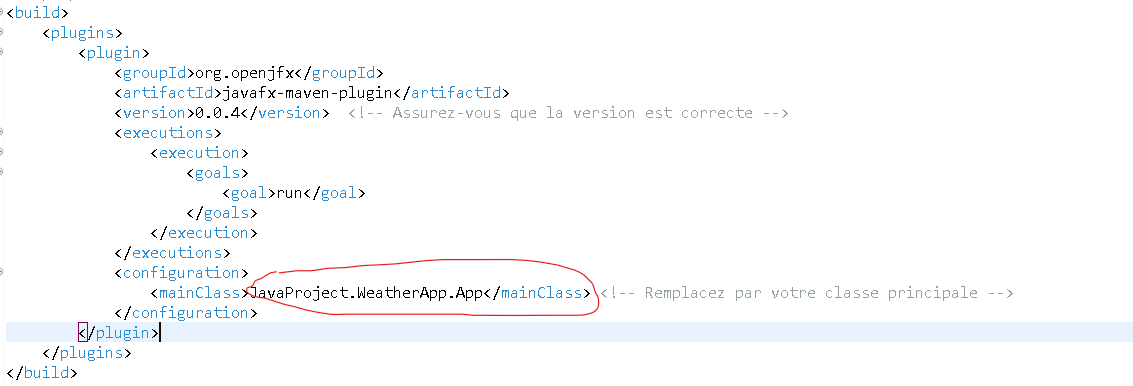 <build>
<plugins>
<plugin>
<groupId>org.openjfx</groupId>
<artifactId>javafx-maven-plugin</artifactId>
<version>0.0.4</version> <!-- Assurez-vous que la version est correcte -->
<executions>
<execution>
<goals>
<goal>run</goal>
</goals>
</execution>
</executions>
<configuration>
<mainClass>JavaProject.WeatherApp.App</mainClass> <!-- Remplacez par votre classe principale -->
</configuration>
</plugin>
</plugins>
</build>